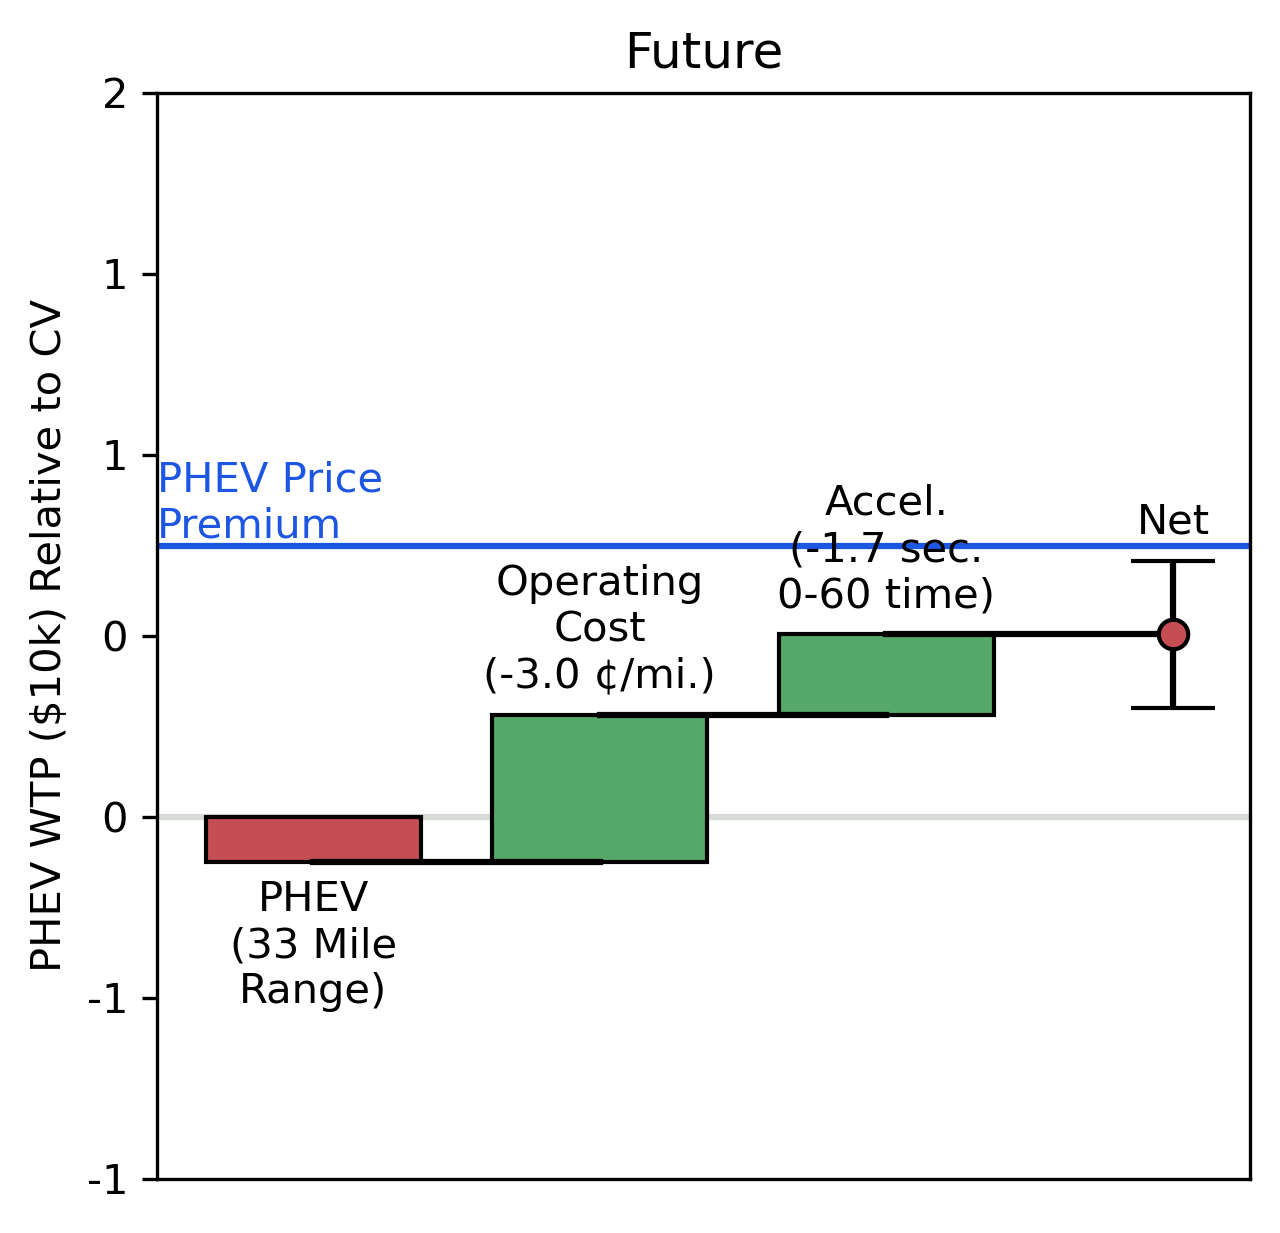 Future
PHEV WTP ($10k) Relative to CV
2
1
1
0
0
-1
-1
PHEV Price
Premium
Accel.
(-1.7 sec.
0-60 time)
Net
Operating
Cost
(-3.0 ¢/mi.)
PHEV
(33 Mile
Range)